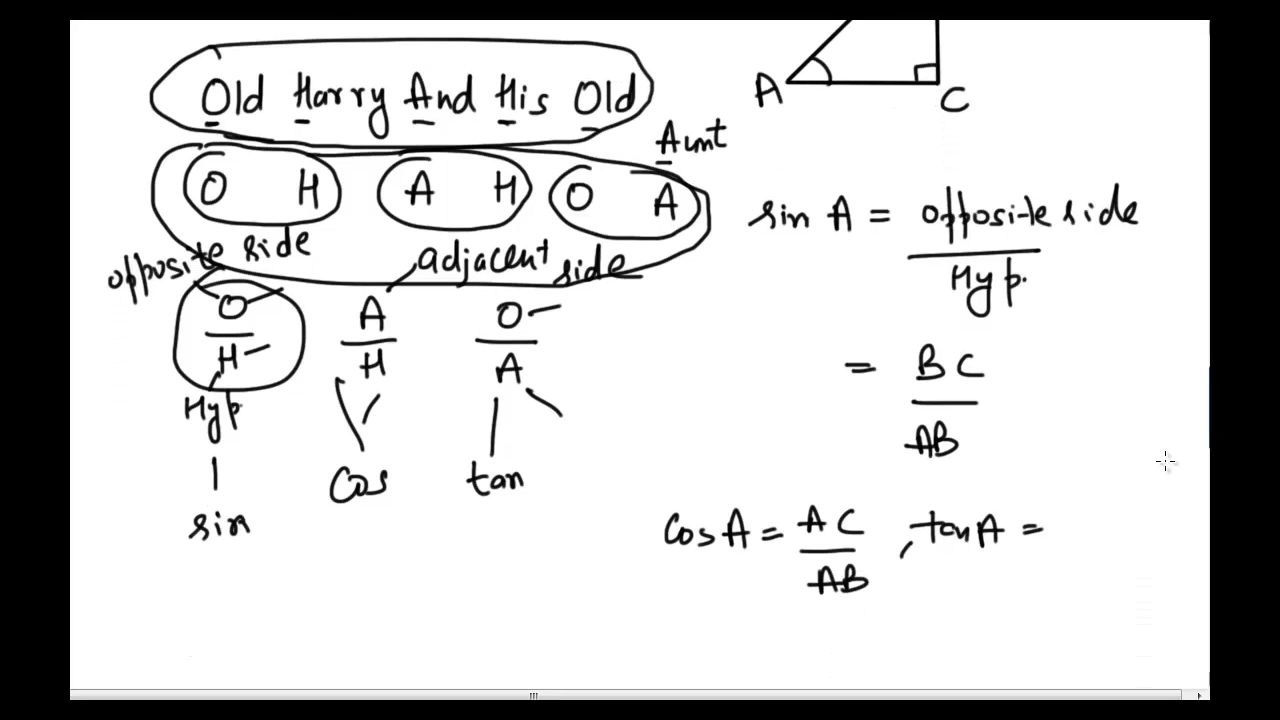 Old Harry And His Old
Aunt
O H A H O A
opposite side
adjacent side
O
H
A
H
O
A
Hyp
sin
cos
tan
A
C
sin A = opposite side
Hyp.
= BC
AB
cos A = AC
AB
, tan A =